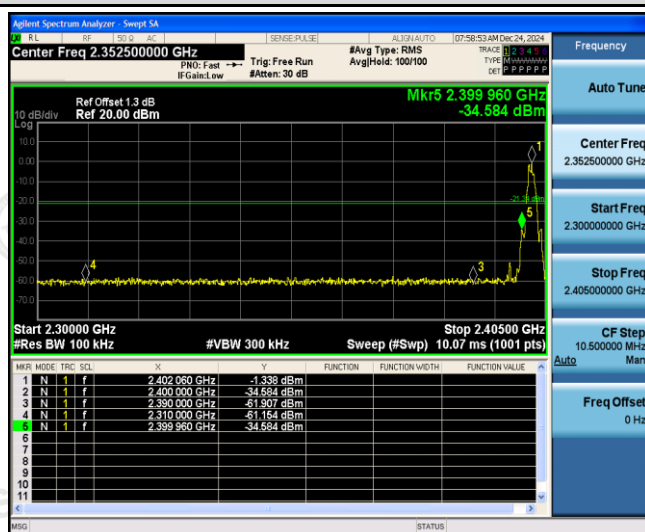 Agilent Spectrum Analyzer - Swept SA
RL RF 50 Ω AC SENSE:PULSE ALIGN AUTO 07:58:53 AM Dec 24, 2024
Center Freq 2.352500000 GHz
PNO: Fast
IFGain:Low
Trig: Free Run
#Atten: 30 dB
#Avg Type: RMS
Avg|Hold: 100/100
TRACE 1 2 3 4 5 6
TYPE M
DET P P P P P P
Frequency
Auto Tune
Center Freq
2.352500000 GHz
Start Freq
2.300000000 GHz
Stop Freq
2.405000000 GHz
CF Step
10.500000 MHz
Auto Man
Freq Offset
0 Hz
Mkr5 2.399 960 GHz
-34.584 dBm
Ref Offset 1.3 dB
10 dB/div Ref 20.00 dBm
Log
10.0
0.00
-10.0
-20.0
-30.0
-40.0
-50.0
-60.0
-70.0
1
5
4
3
Start 2.30000 GHz Stop 2.40500 GHz
#Res BW 100 kHz #VBW 300 kHz Sweep (#Swp) 10.07 ms (1001 pts)
MKR MODE TRC SCL X Y FUNCTION FUNCTION WIDTH FUNCTION VALUE
1 N 1 f 2.402 060 GHz -1.338 dBm
2 N 1 f 2.400 000 GHz -34.584 dBm
3 N 1 f 2.390 000 GHz -61.907 dBm
4 N 1 f 2.310 000 GHz -61.154 dBm
5 N 1 f 2.399 960 GHz -34.584 dBm
6
7
8
9
10
11
MSG STATUS